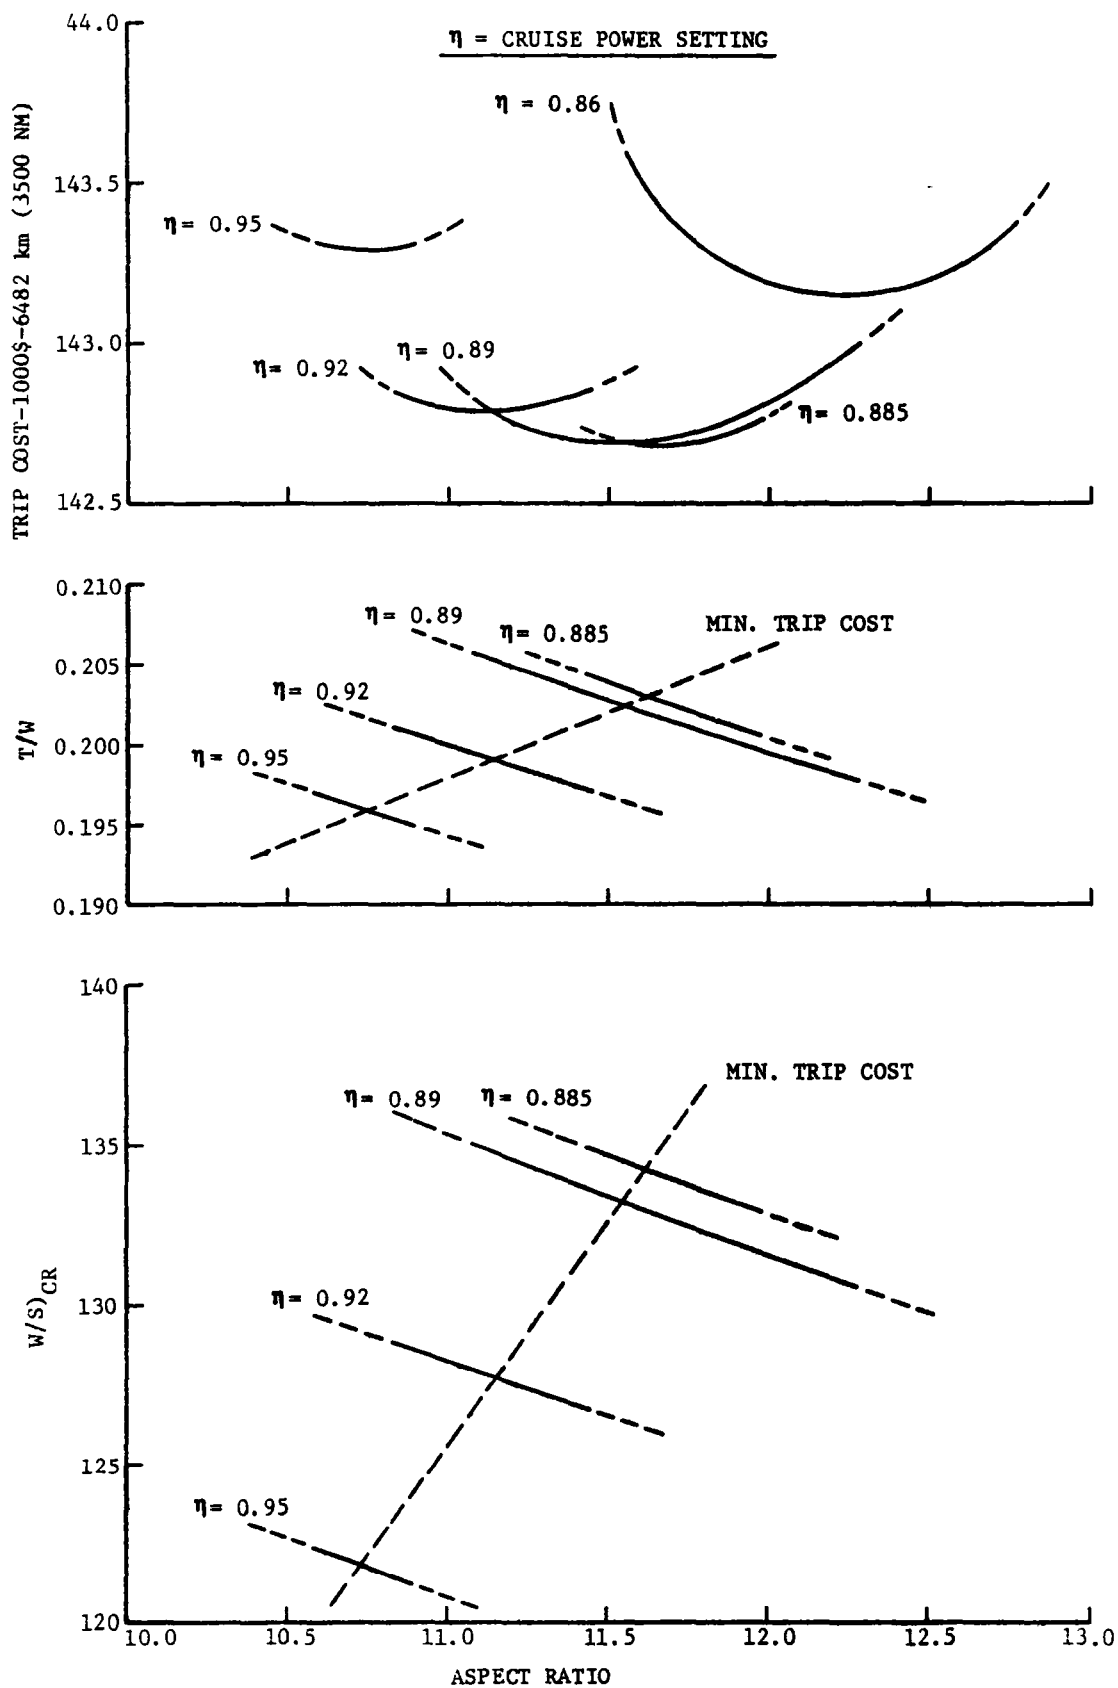 44.0
η = CRUISE POWER SETTING
η = 0.86
143.5
η= 0.95
143.0
η= 0.89
η= 0.92
η= 0.885
142.5
TRIP COST-1000$-6482 km (3500 NM)
0.210
η= 0.89
MIN. TRIP COST
η= 0.885
0.205
η= 0.92
0.200
η= 0.95
0.195
0.190
T/W
140
MIN. TRIP COST
η= 0.89
η= 0.885
135
η= 0.92
130
125
η= 0.95
120
W/S)CR
10.0 10.5 11.0 11.5 12.0 12.5 13.0
ASPECT RATIO